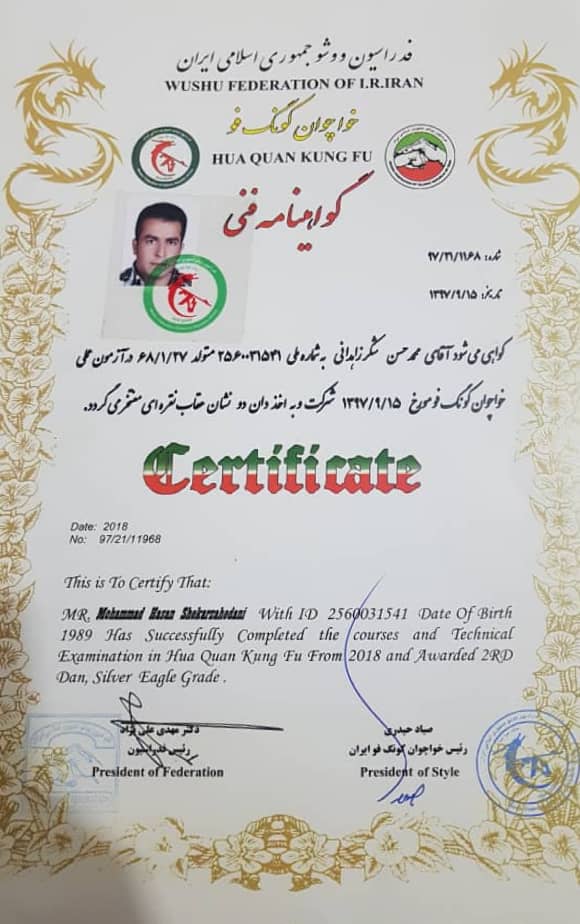 فدراسیون ووشو جمهوری اسلامی ایران
WUSHU FEDERATION OF I.R.IRAN
خواچوان کونگ فو
HUA QUAN KUNG FU
گواهینامه فنی
شماره: ۹۷/۲۱/۱۱۶۸
تاریخ: ۱۳۹۷/۹/۱۵
گواهی می شود آقای محمدحسن شکرزاهدانی به شماره ملی ۲۵۶۰۰۳۱۵۴۱ متولد ۶۸/۱/۲۷ در آزمون عملی
خواچوان کونگ فو مورخ ۱۳۹۷/۹/۱۵ شرکت و به اخذ دان دو نشان عقاب نقره ای مفتخر می گردد.
Certificate
Date: 2018
No: 97/21/11968
This is To Certify That:
MR. Mohammad Hasan Shekarzahedani With ID 2560031541 Date Of Birth
1989 Has Successfully Completed the courses and Technical
Examination in Hua Quan Kung Fu From 2018 and Awarded 2RD
Dan, Silver Eagle Grade .
دکتر مهدی علی نژاد
رئیس فدراسیون
President of Federation
صیاد حیدری
رئیس خواچوان کونگ فو ایران
President of Style